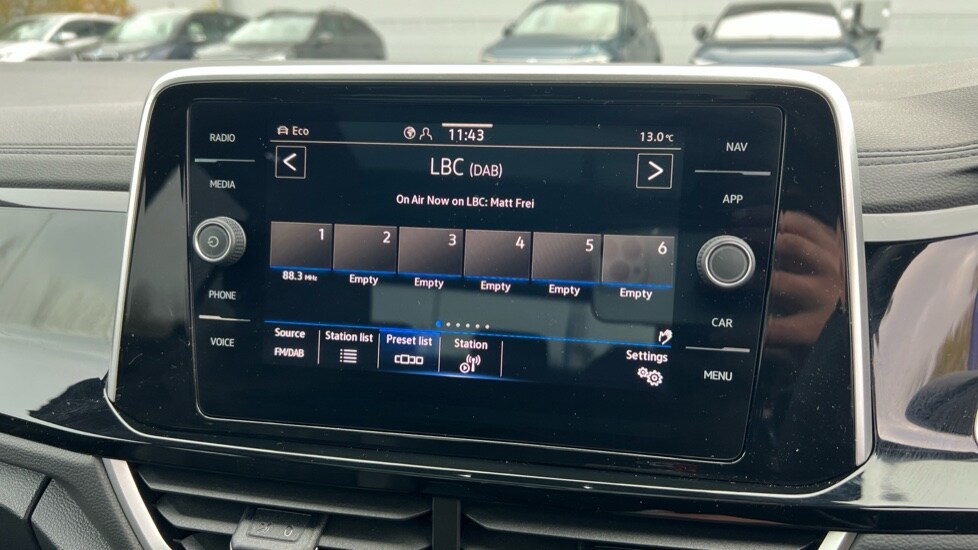 RADIO
MEDIA
PHONE
VOICE
Eco
11:43
13.0°C
<
LBC (DAB)
>
On Air Now on LBC: Matt Frei
1 2 3 4 5 6
88.3 MHz Empty Empty Empty Empty Empty
Source
FM/DAB
Station list
Preset list
Station
Settings
NAV
APP
CAR
MENU